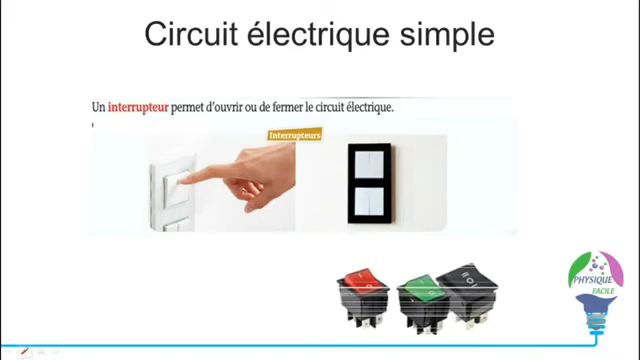 Circuit électrique simple
Un interrupteur permet d'ouvrir ou de fermer le circuit électrique.
Interrupteurs
PHYSIQUE
FACILE